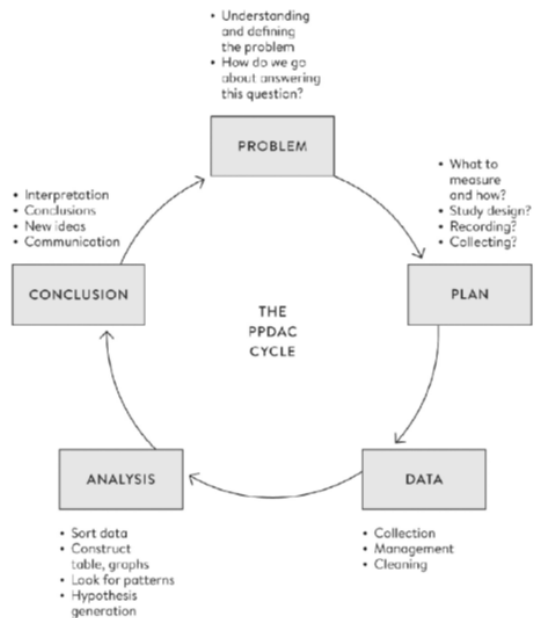 • Understanding
and defining
the problem
• How do we go
about answering
this question?
PROBLEM
• What to
measure
and how?
• Study design?
• Recording?
• Collecting?
PLAN
• Interpretation
• Conclusions
• New ideas
• Communication
CONCLUSION
THE
PPDAC
CYCLE
ANALYSIS
• Sort data
• Construct
table, graphs
• Look for patterns
• Hypothesis
generation
DATA
• Collection
• Management
• Cleaning